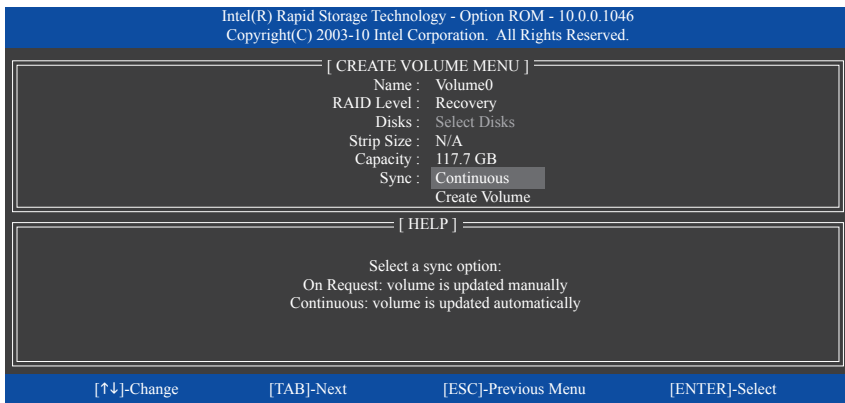 Intel(R) Rapid Storage Technology - Option ROM - 10.0.0.1046
Copyright(C) 2003-10 Intel Corporation. All Rights Reserved.
[ CREATE VOLUME MENU ]
Name : Volume0
RAID Level : Recovery
Disks : Select Disks
Strip Size : N/A
Capacity : 117.7 GB
Sync : Continuous
Create Volume
[ HELP ]
Select a sync option:
On Request: volume is updated manually
Continuous: volume is updated automatically
[↑↓]-Change [TAB]-Next [ESC]-Previous Menu [ENTER]-Select